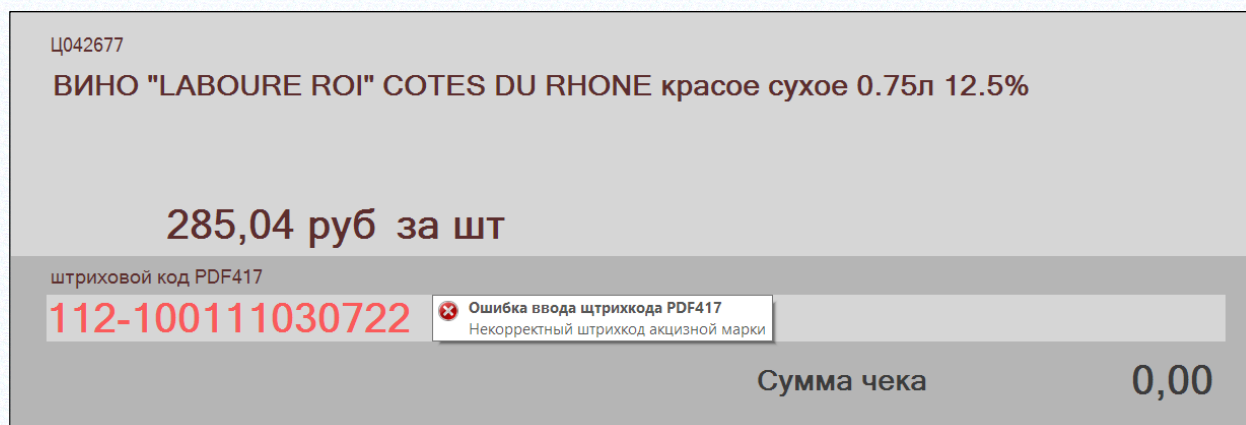 Ц042677
ВИНО "LABOURE ROI" COTES DU RHONE красое сухое 0.75л 12.5%
285,04 руб за шт
штриховой код PDF417
112-100111030722
Ошибка ввода щтрихкода PDF417
Некорректный штрихкод акцизной марки
Сумма чека 0,00